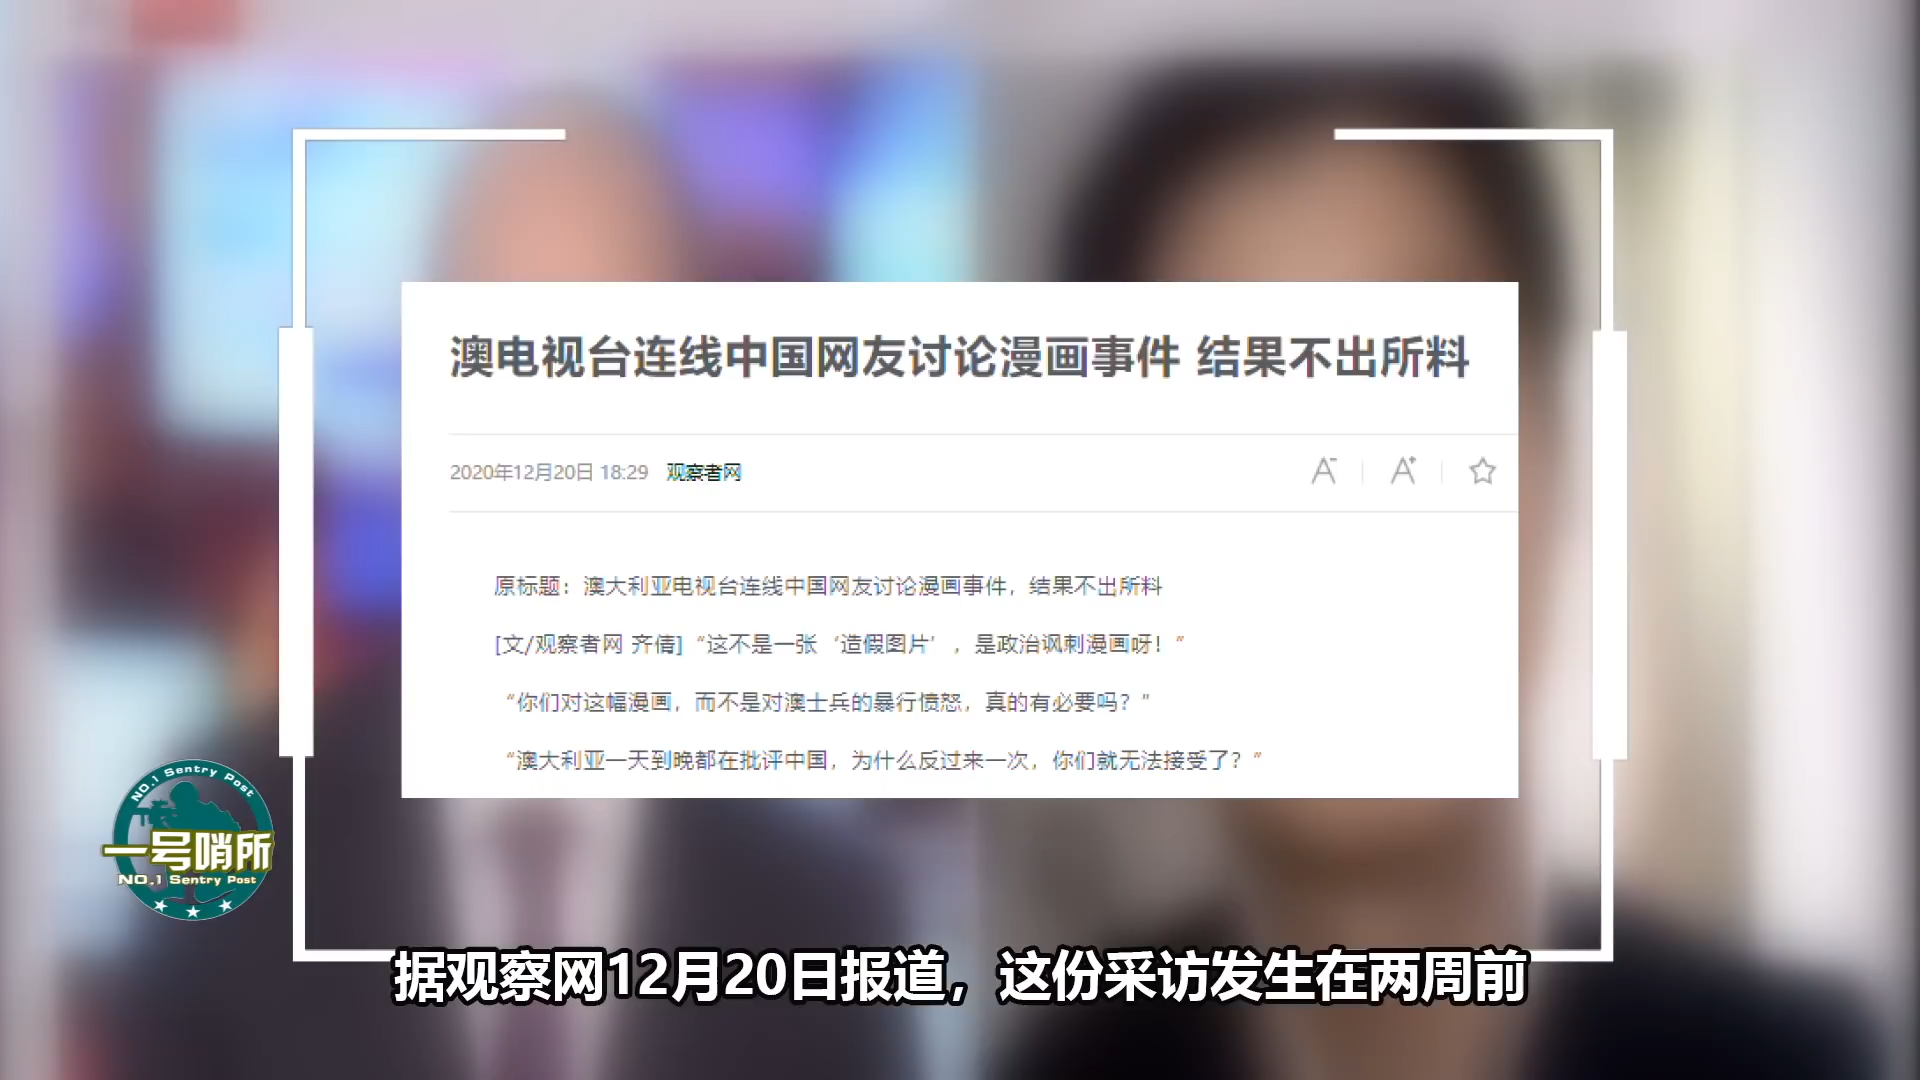 澳电视台连线中国网友讨论漫画事件 结果不出所料
2020年12月20日 18:29 观察者网
A- A+
原标题：澳大利亚电视台连线中国网友讨论漫画事件，结果不出所料
[文/观察者网 齐倩]“这不是一张‘造假图片’，是政治讽刺漫画呀！”
“你们对这幅漫画，而不是对澳士兵的暴行愤怒，真的有必要吗？”
“澳大利亚一天到晚都在批评中国，为什么反过来一次，你们就无法接受了？”
NO.1 Sentry Post
一号哨所
NO.1 Sentry Post
据观察网12月20日报道，这份采访发生在两周前